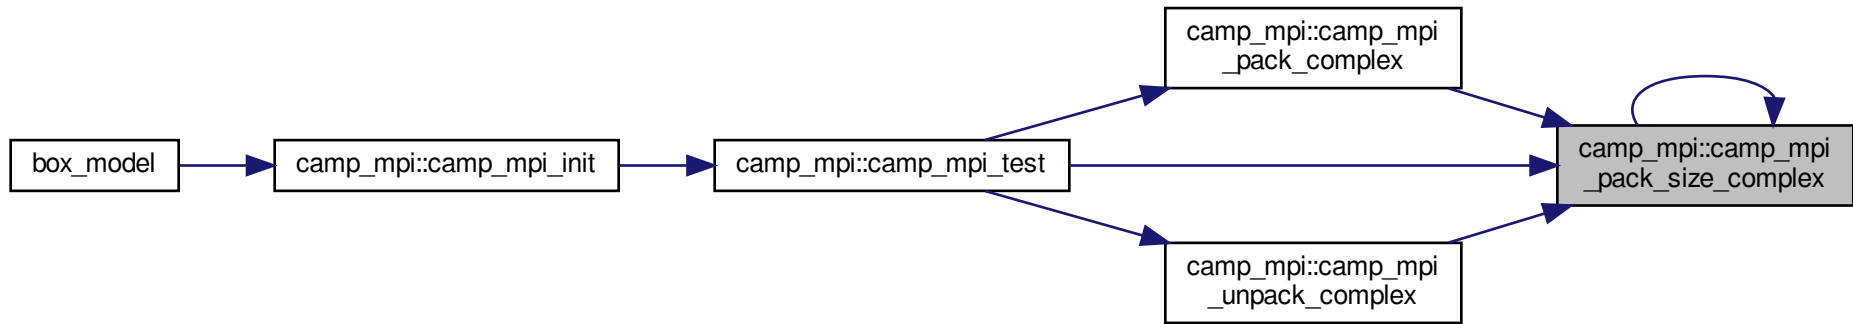 box_model
camp_mpi::camp_mpi_init
camp_mpi::camp_mpi_test
camp_mpi::camp_mpi
_pack_complex
camp_mpi::camp_mpi
_unpack_complex
camp_mpi::camp_mpi
_pack_size_complex